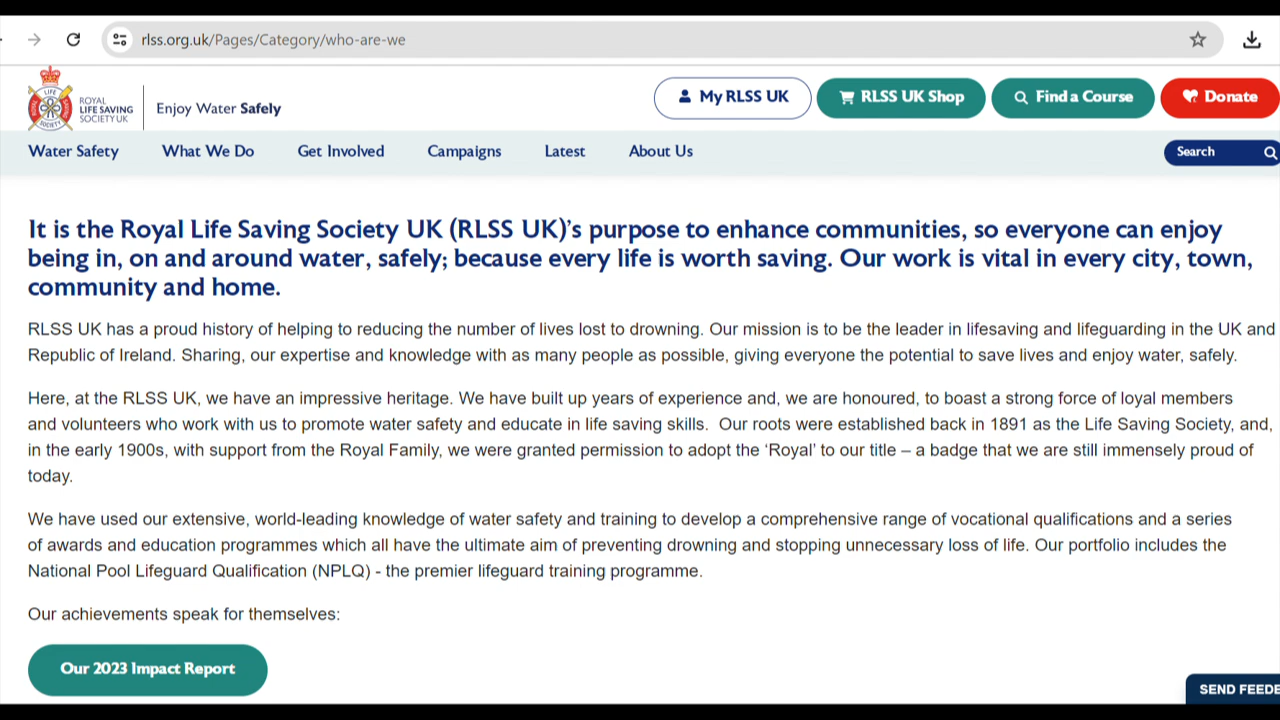 rlss.org.uk/Pages/Category/who-are-we
ROYAL
LIFE SAVING
SOCIETY UK
Enjoy Water Safely
My RLSS UK
RLSS UK Shop
Find a Course
Donate
Water Safety
What We Do
Get Involved
Campaigns
Latest
About Us
Search
It is the Royal Life Saving Society UK (RLSS UK)'s purpose to enhance communities, so everyone can enjoy
being in, on and around water, safely; because every life is worth saving. Our work is vital in every city, town,
community and home.
RLSS UK has a proud history of helping to reducing the number of lives lost to drowning. Our mission is to be the leader in lifesaving and lifeguarding in the UK and
Republic of Ireland. Sharing, our expertise and knowledge with as many people as possible, giving everyone the potential to save lives and enjoy water, safely.
Here, at the RLSS UK, we have an impressive heritage. We have built up years of experience and, we are honoured, to boast a strong force of loyal members
and volunteers who work with us to promote water safety and educate in life saving skills. Our roots were established back in 1891 as the Life Saving Society, and,
in the early 1900s, with support from the Royal Family, we were granted permission to adopt the ‘Royal’ to our title – a badge that we are still immensely proud of
today.
We have used our extensive, world-leading knowledge of water safety and training to develop a comprehensive range of vocational qualifications and a series
of awards and education programmes which all have the ultimate aim of preventing drowning and stopping unnecessary loss of life. Our portfolio includes the
National Pool Lifeguard Qualification (NPLQ) - the premier lifeguard training programme.
Our achievements speak for themselves:
Our 2023 Impact Report
SEND FEEDE